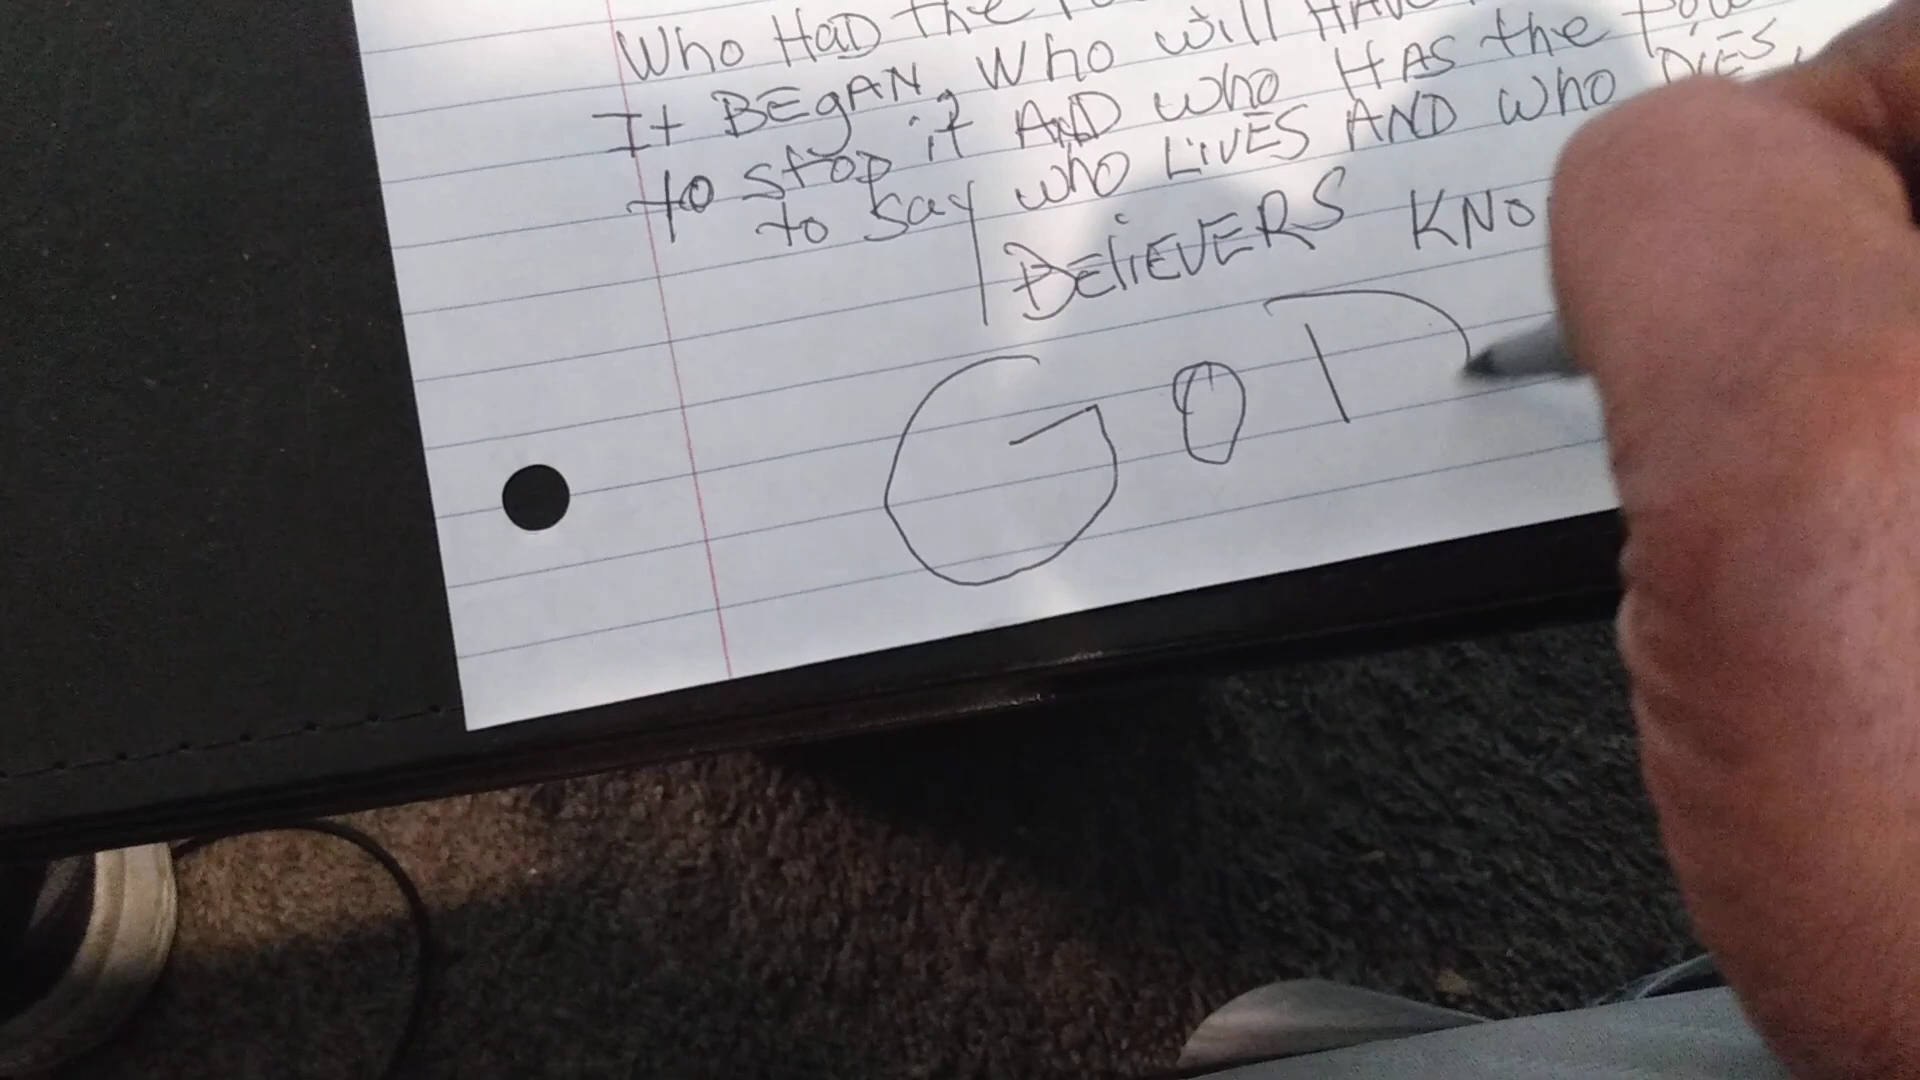 Who HAD the
It BEgAN, Who will HAVE
to stop it AND who HAS the
to say who LIVES AND who DIES,
BEliEVERS KNO
GOD